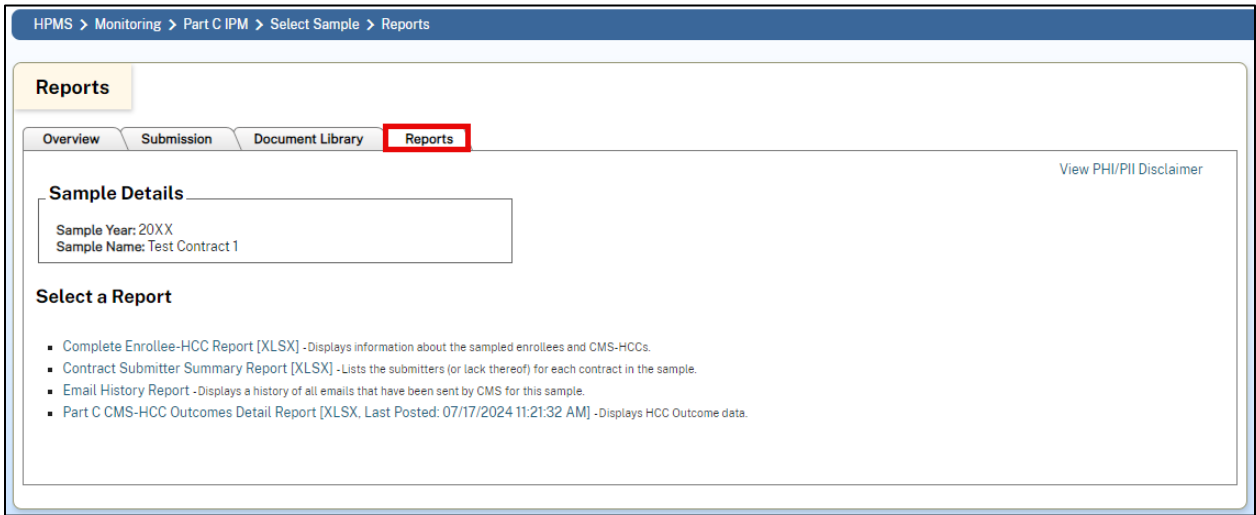 HPMS > Monitoring > Part C IPM > Select Sample > Reports
Reports
Overview Submission Document Library Reports
View PHI/PII Disclaimer
Sample Details
Sample Year: 20XX
Sample Name: Test Contract 1
Select a Report
▪ Complete Enrollee-HCC Report [XLSX] -Displays information about the sampled enrollees and CMS-HCCs.
▪ Contract Submitter Summary Report [XLSX] -Lists the submitters (or lack thereof) for each contract in the sample.
▪ Email History Report -Displays a history of all emails that have been sent by CMS for this sample.
▪ Part C CMS-HCC Outcomes Detail Report [XLSX, Last Posted: 07/17/2024 11:21:32 AM] -Displays HCC Outcome data.